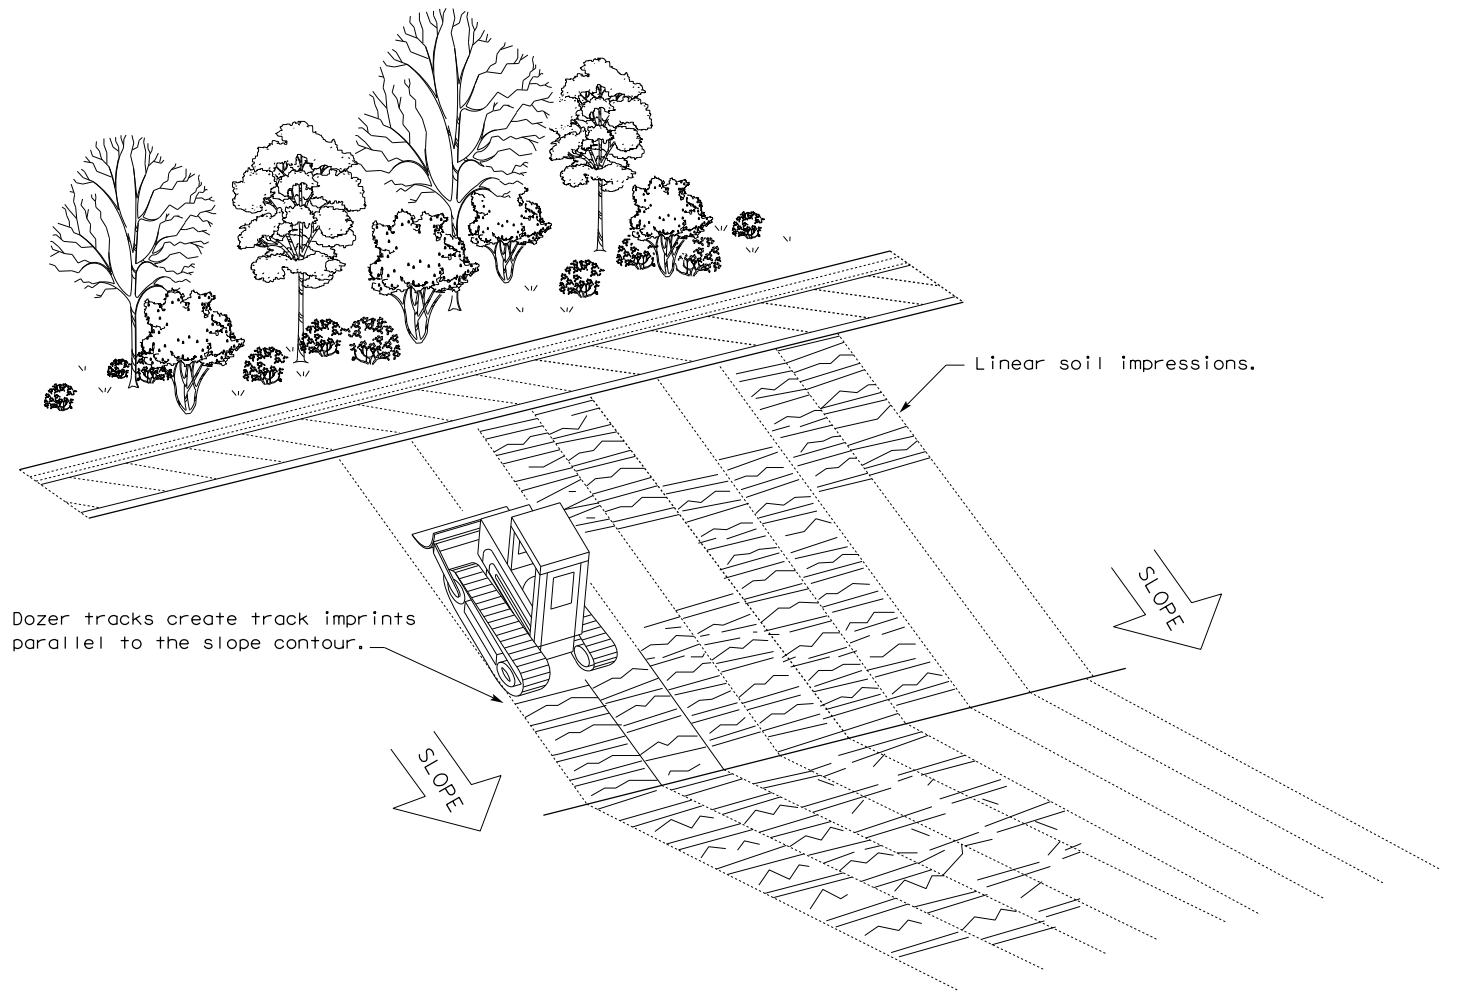 Linear soil impressions.
SLOPE
Dozer tracks create track imprints
parallel to the slope contour.
SLOPE